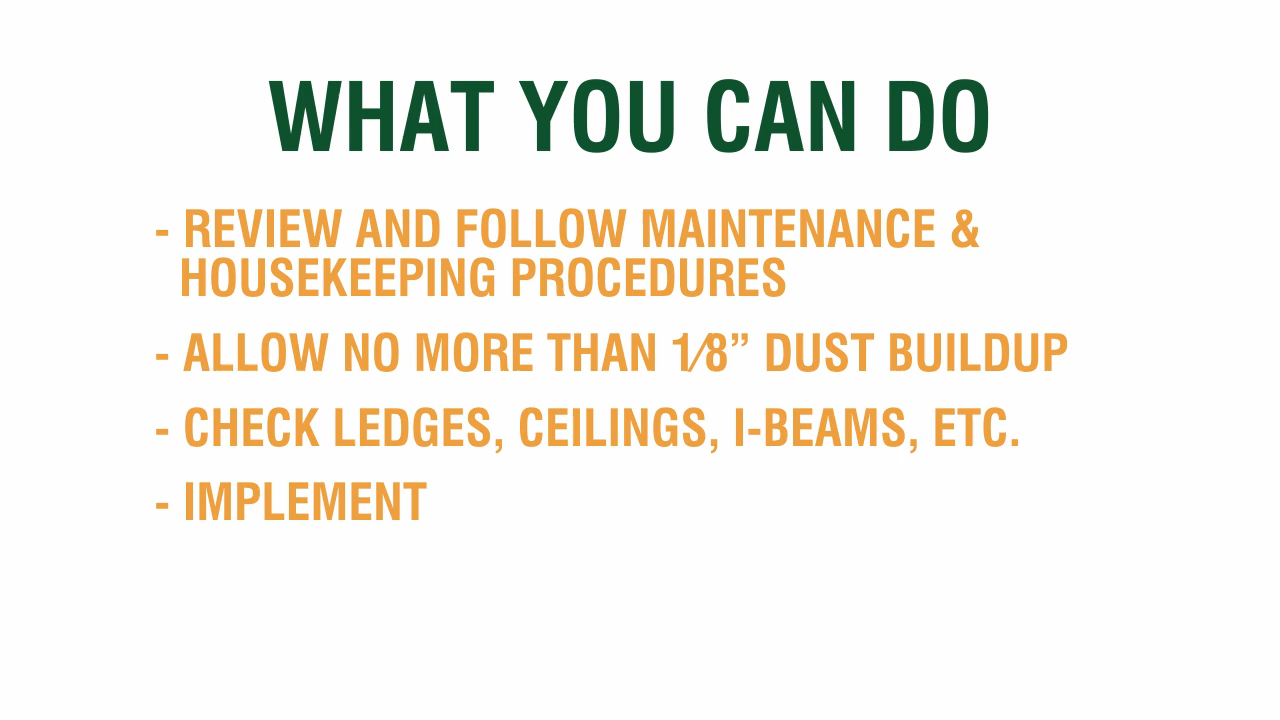 WHAT YOU CAN DO
- REVIEW AND FOLLOW MAINTENANCE &
HOUSEKEEPING PROCEDURES
- ALLOW NO MORE THAN 1⁄8” DUST BUILDUP
- CHECK LEDGES, CEILINGS, I-BEAMS, ETC.
- IMPLEMENT